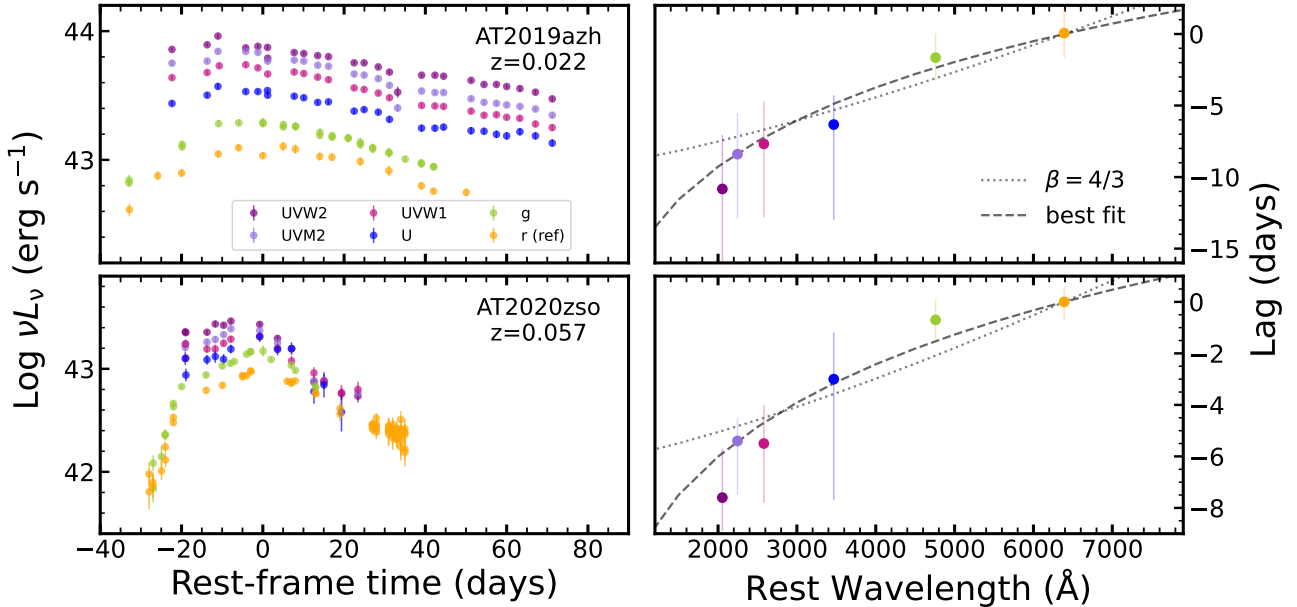 AT2019azh
z=0.022
44
43
UVW2 UVW1 g
UVM2 U r (ref)
0
−5
−10
−15
β = 4/3
best fit
Log νLν (erg s⁻¹)
Lag (days)
AT2020zso
z=0.057
43
42
0
−2
−4
−6
−8
−40 −20 0 20 40 60 80
2000 3000 4000 5000 6000 7000
Rest-frame time (days)
Rest Wavelength (Å)